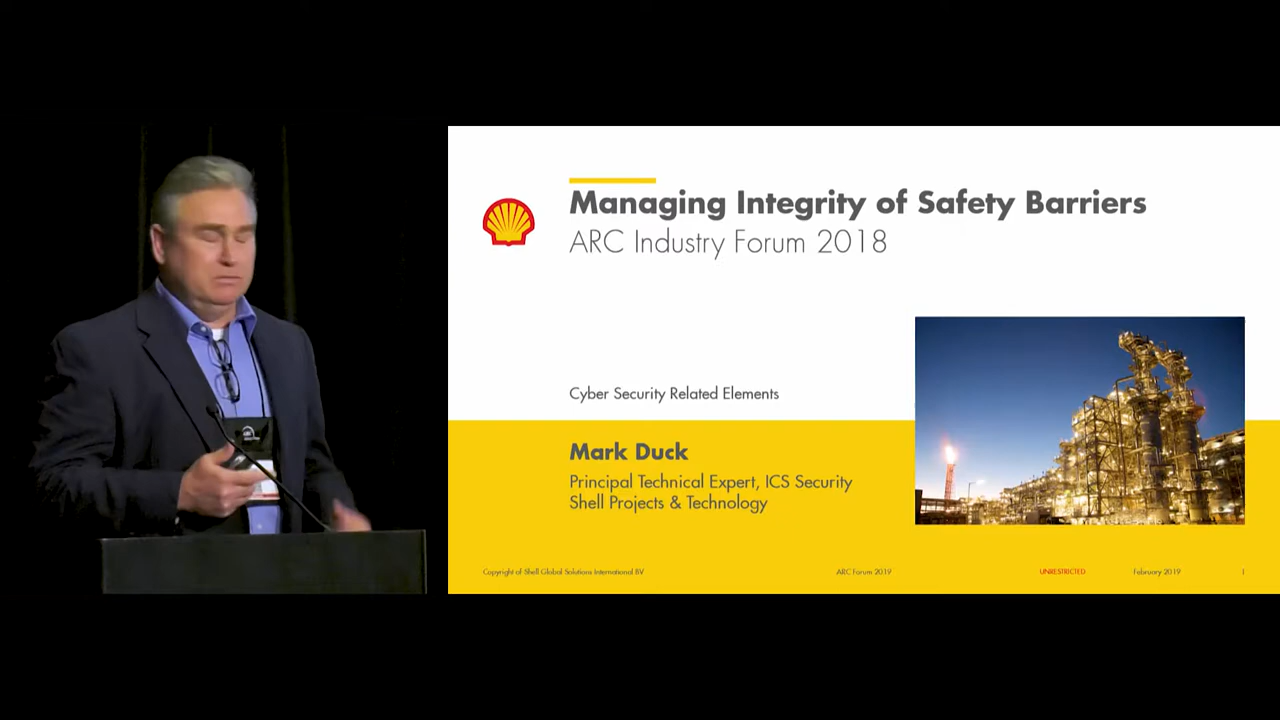 Managing Integrity of Safety Barriers
ARC Industry Forum 2018
Cyber Security Related Elements
Mark Duck
Principal Technical Expert, ICS Security
Shell Projects & Technology
Copyright of Shell Global Solutions International BV
ARC Forum 2019
UNRESTRICTED
February 2019
1